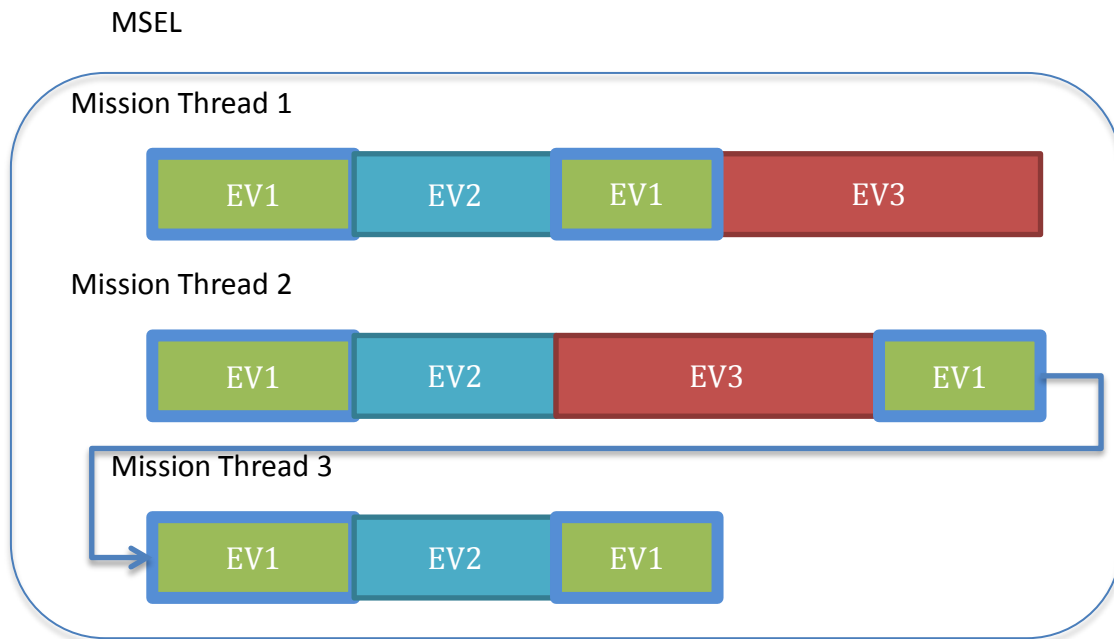 MSEL
Mission Thread 1
EV1 EV2 EV1 EV3
Mission Thread 2
EV1 EV2 EV3 EV1
Mission Thread 3
EV1 EV2 EV1